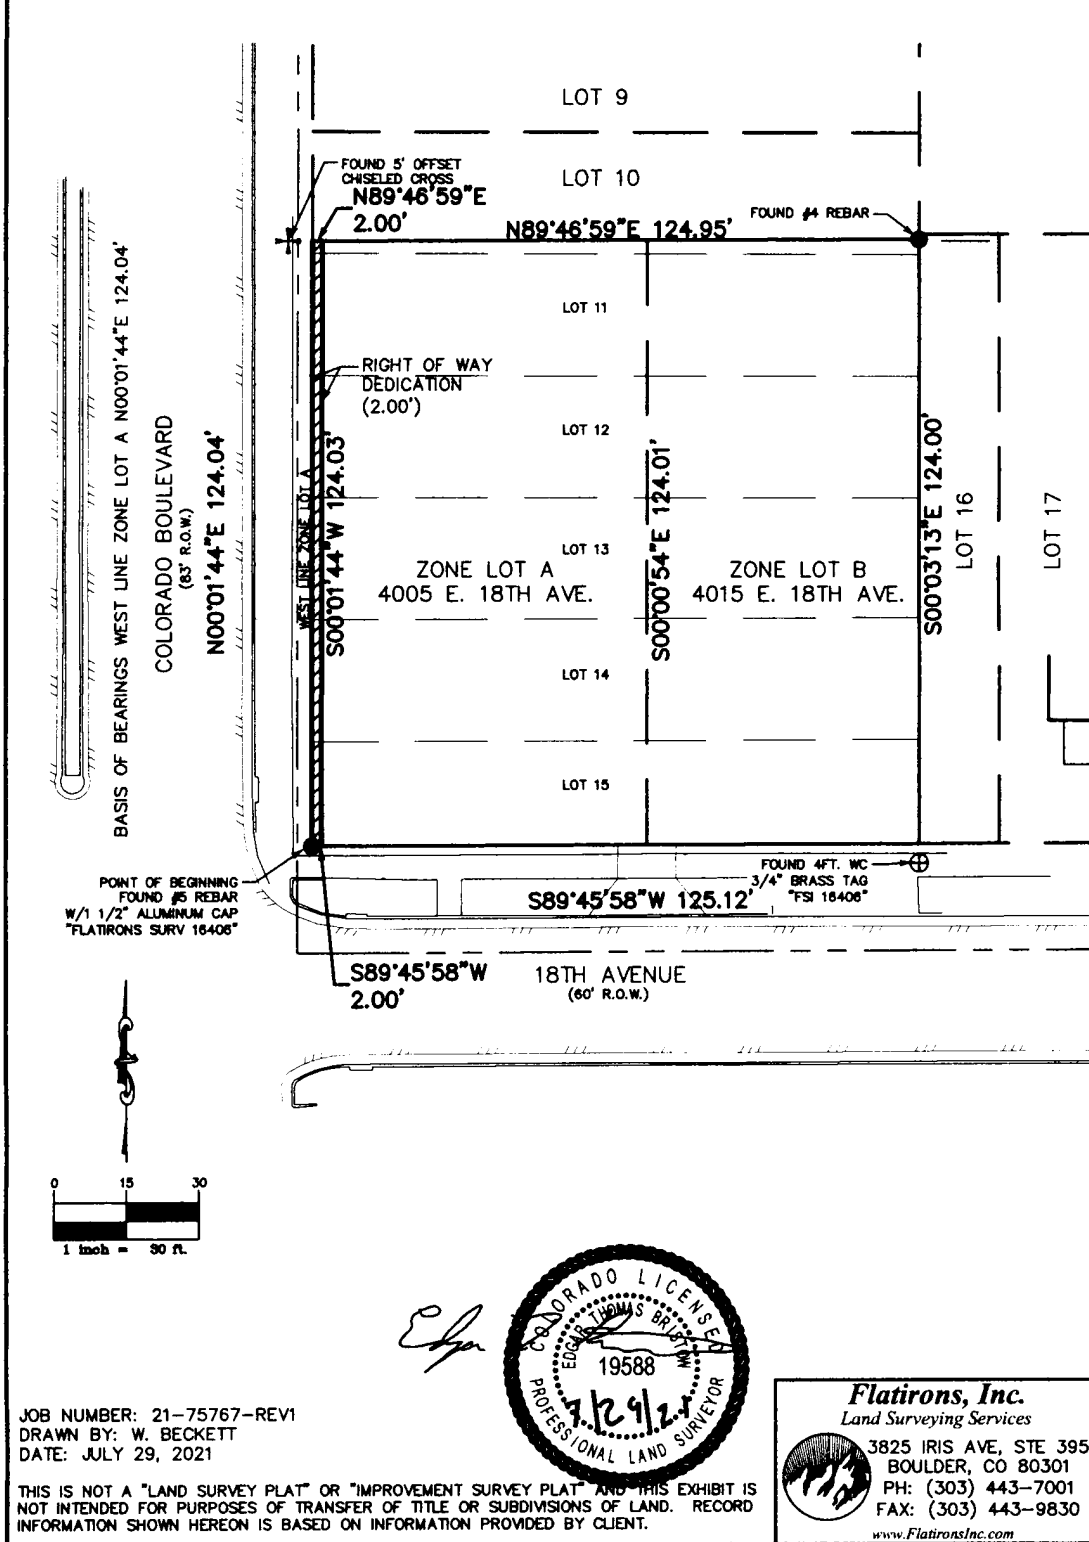 LOT 9
FOUND 5' OFFSET
CHISELED CROSS
LOT 10
N89°46'59"E
2.00'
FOUND #4 REBAR
N89°46'59"E 124.95'
LOT 11
RIGHT OF WAY
DEDICATION
(2.00')
LOT 12
BASIS OF BEARINGS WEST LINE ZONE LOT A N00°01'44"E 124.04'
COLORADO BOULEVARD
(83' R.O.W.)
N00°01'44"E 124.04'
WEST LINE ZONE LOT A
S00°01'44"W 124.03'
S00°00'54"E 124.01'
S00°03'13"E 124.00'
LOT 16
LOT 17
LOT 13
ZONE LOT A
4005 E. 18TH AVE.
ZONE LOT B
4015 E. 18TH AVE.
LOT 14
LOT 15
POINT OF BEGINNING
FOUND #5 REBAR
W/1 1/2" ALUMINUM CAP
"FLATIRONS SURV 16406"
FOUND 4FT. WC
3/4" BRASS TAG
"FSI 16406"
S89°45'58"W 125.12'
S89°45'58"W
2.00'
18TH AVENUE
(60' R.O.W.)
0 15 30
1 inch = 30 ft.
COLORADO LICENSED
EDGAR THOMAS BRISTOW
19588
7/29/21
PROFESSIONAL LAND SURVEYOR
JOB NUMBER: 21-75767-REV1
DRAWN BY: W. BECKETT
DATE: JULY 29, 2021
THIS IS NOT A "LAND SURVEY PLAT" OR "IMPROVEMENT SURVEY PLAT" AND THIS EXHIBIT IS
NOT INTENDED FOR PURPOSES OF TRANSFER OF TITLE OR SUBDIVISIONS OF LAND. RECORD
INFORMATION SHOWN HEREON IS BASED ON INFORMATION PROVIDED BY CLIENT.
Flatirons, Inc.
Land Surveying Services
3825 IRIS AVE, STE 395
BOULDER, CO 80301
PH: (303) 443-7001
FAX: (303) 443-9830
www.FlatironsInc.com